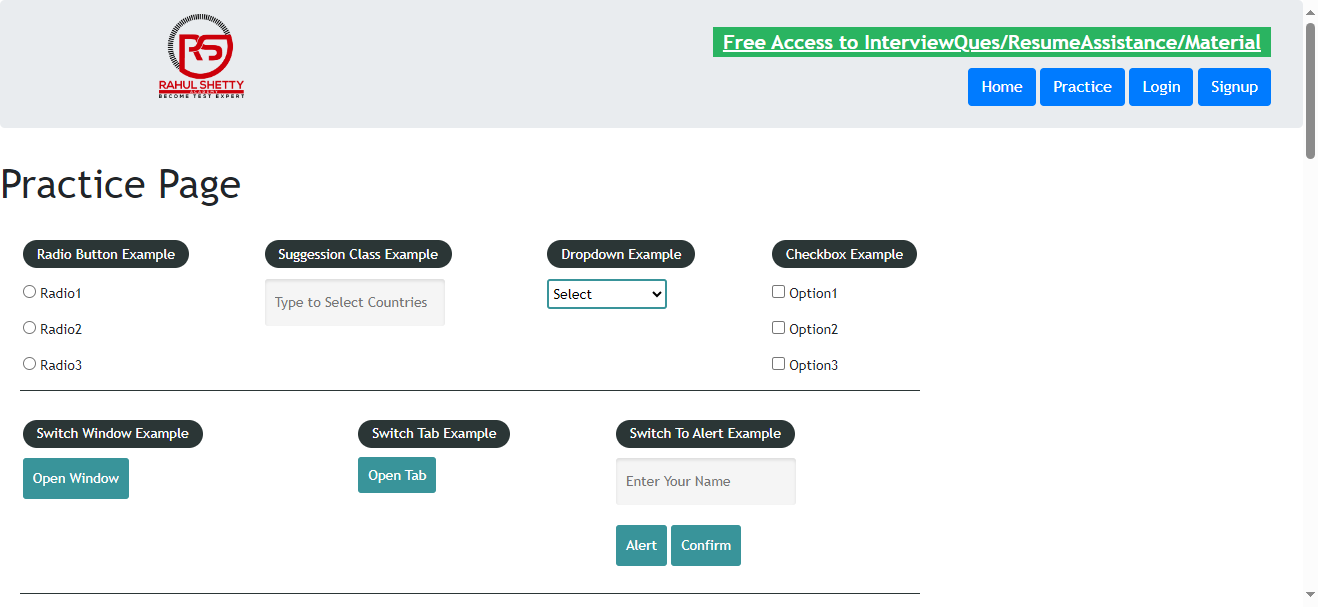 RAHUL SHETTY
ACADEMY
BECOME TEST EXPERT
Free Access to InterviewQues/ResumeAssistance/Material
Home Practice Login Signup
Practice Page
Radio Button Example
Radio1
Radio2
Radio3
Suggession Class Example
Type to Select Countries
Dropdown Example
Select
Checkbox Example
Option1
Option2
Option3
Switch Window Example
Open Window
Switch Tab Example
Open Tab
Switch To Alert Example
Enter Your Name
Alert Confirm